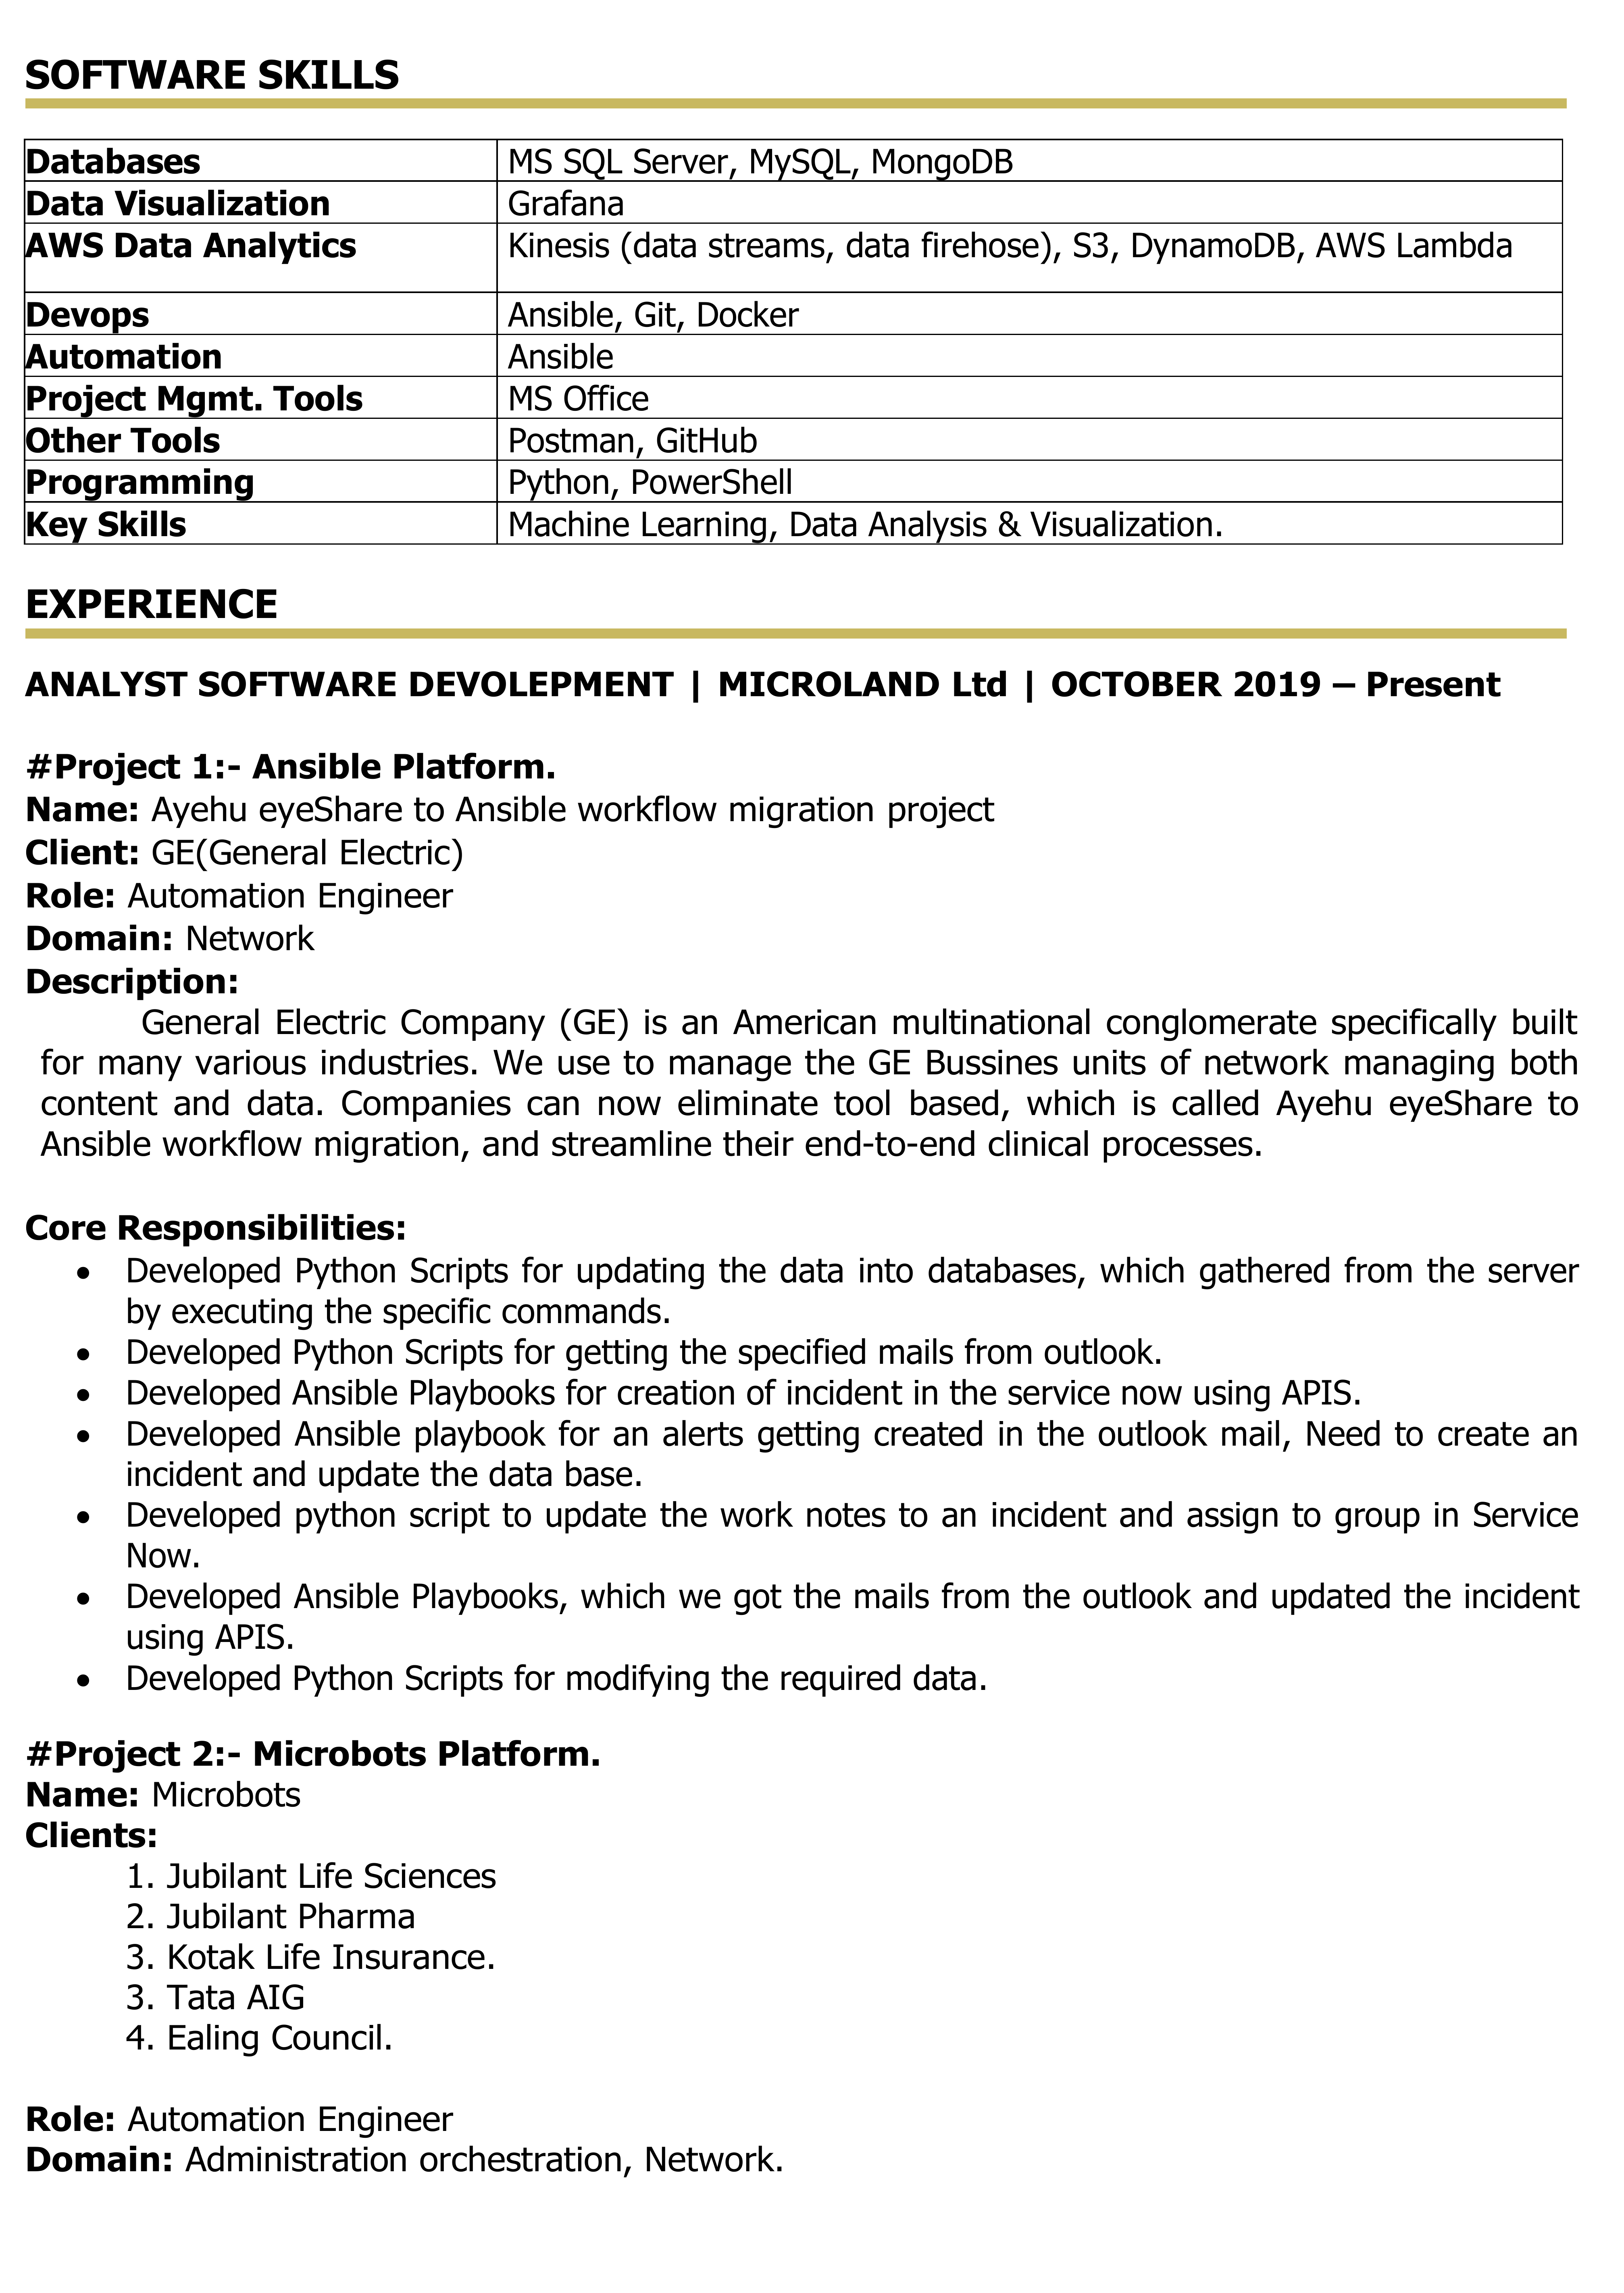 SOFTWARE SKILLS
Databases MS SQL Server, MySQL, MongoDB
Data Visualization Grafana
AWS Data Analytics Kinesis (data streams, data firehose), S3, DynamoDB, AWS Lambda
Devops Ansible, Git, Docker
Automation Ansible
Project Mgmt. Tools MS Office
Other Tools Postman, GitHub
Programming Python, PowerShell
Key Skills Machine Learning, Data Analysis & Visualization.
EXPERIENCE
ANALYST SOFTWARE DEVOLEPMENT | MICROLAND Ltd | OCTOBER 2019 – Present
#Project 1:- Ansible Platform.
Name: Ayehu eyeShare to Ansible workflow migration project
Client: GE(General Electric)
Role: Automation Engineer
Domain: Network
Description:
General Electric Company (GE) is an American multinational conglomerate specifically built
for many various industries. We use to manage the GE Bussines units of network managing both
content and data. Companies can now eliminate tool based, which is called Ayehu eyeShare to
Ansible workflow migration, and streamline their end-to-end clinical processes.
Core Responsibilities:
• Developed Python Scripts for updating the data into databases, which gathered from the server
by executing the specific commands.
• Developed Python Scripts for getting the specified mails from outlook.
• Developed Ansible Playbooks for creation of incident in the service now using APIS.
• Developed Ansible playbook for an alerts getting created in the outlook mail, Need to create an
incident and update the data base.
• Developed python script to update the work notes to an incident and assign to group in Service
Now.
• Developed Ansible Playbooks, which we got the mails from the outlook and updated the incident
using APIS.
• Developed Python Scripts for modifying the required data.
#Project 2:- Microbots Platform.
Name: Microbots
Clients:
1. Jubilant Life Sciences
2. Jubilant Pharma
3. Kotak Life Insurance.
3. Tata AIG
4. Ealing Council.
Role: Automation Engineer
Domain: Administration orchestration, Network.